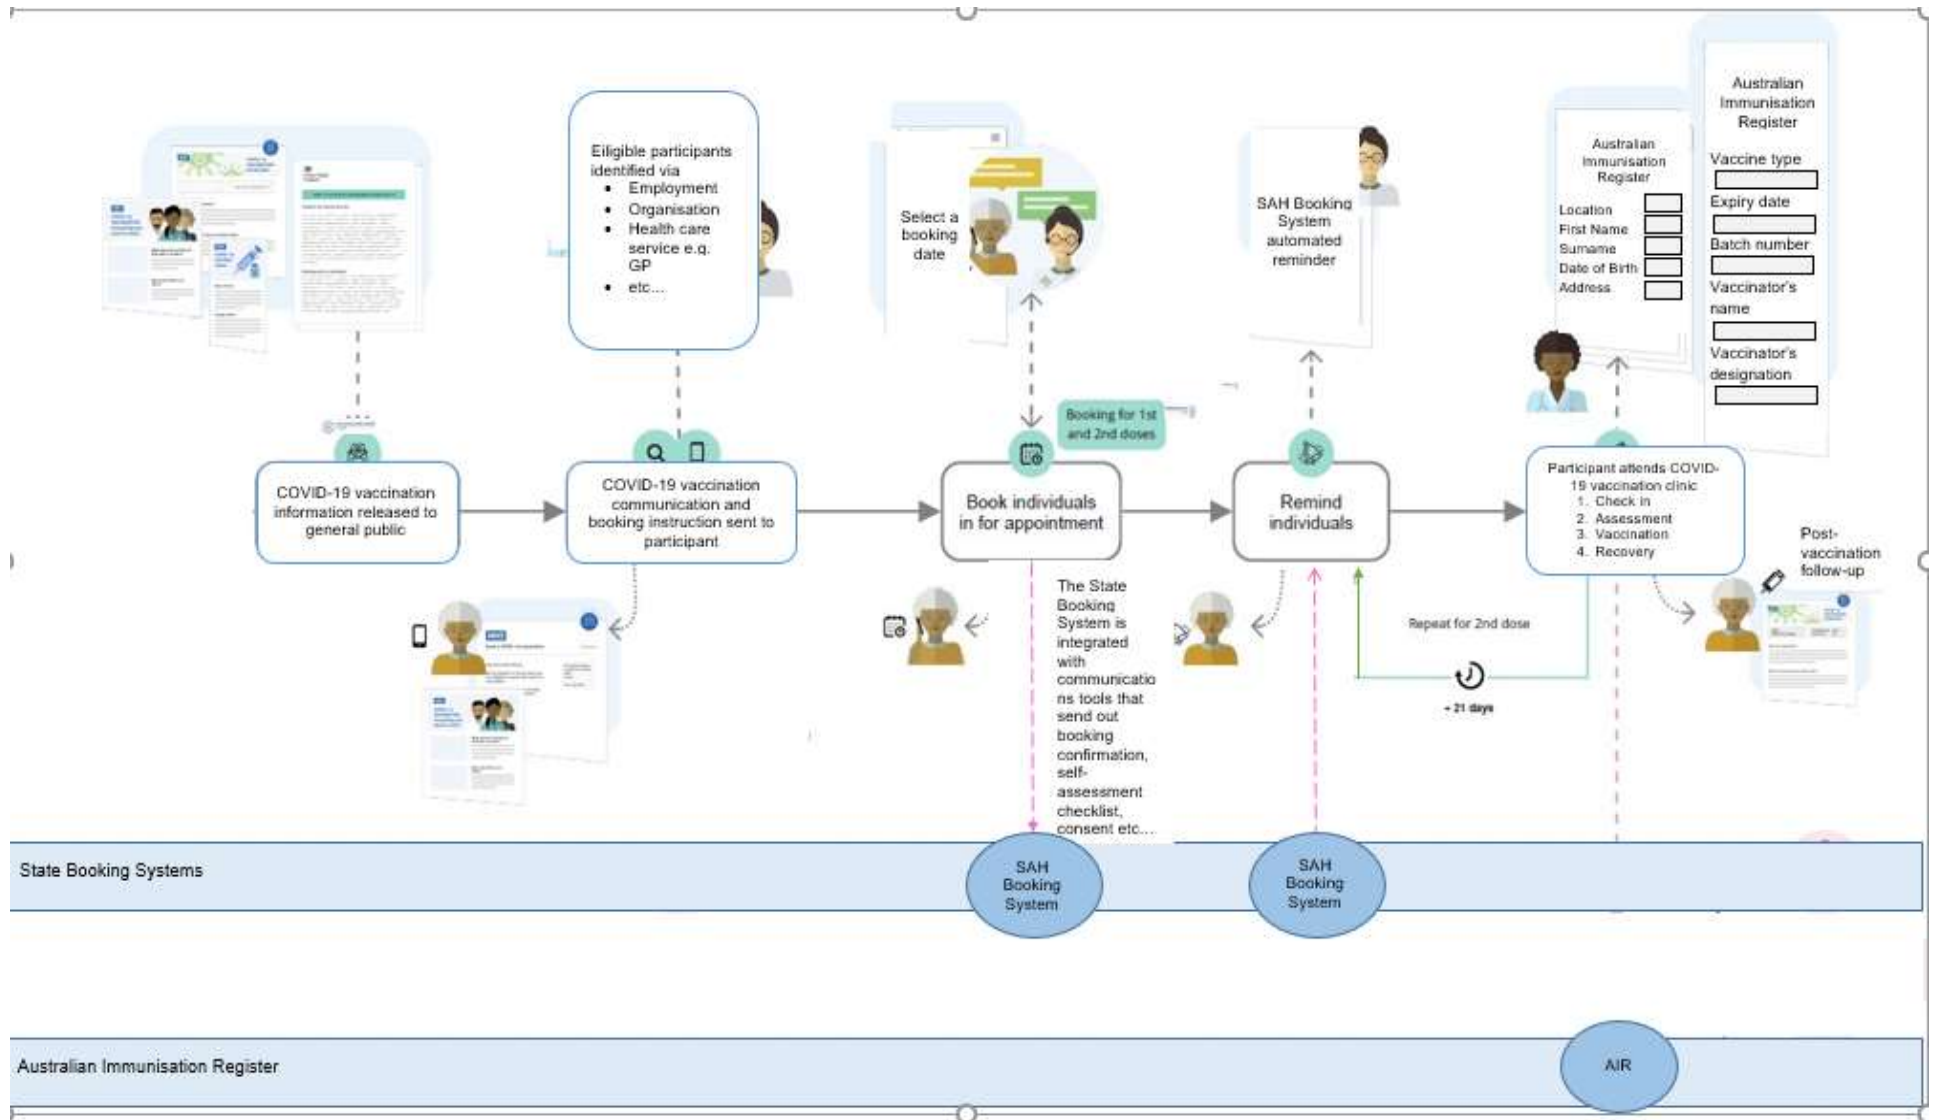 Eiligible participants
identified via
• Employment
• Organisation
• Health care
service e.g.
GP
• etc...
Select a
booking
date
SAH Booking
System
automated
reminder
Australian
Immunisation
Register
Location
First Name
Surname
Date of Birth
Address
Australian
Immunisation
Register
Vaccine type
Expiry date
Batch number
Vaccinator's
name
Vaccinator's
designation
Booking for 1st
and 2nd doses
COVID-19 vaccination
information released to
general public
COVID-19 vaccination
communication and
booking instruction sent to
participant
Book individuals
in for appointment
Remind
individuals
Participant attends COVID-
19 vaccination clinic
1. Check in
2. Assessment
3. Vaccination
4. Recovery
Post-
vaccination
follow-up
The State
Booking
System is
integrated
with
communicatio
ns tools that
send out
booking
confirmation,
self-
assessment
checklist,
consent etc...
Repeat for 2nd dose
+ 21 days
State Booking Systems
SAH
Booking
System
SAH
Booking
System
Australian Immunisation Register
AIR